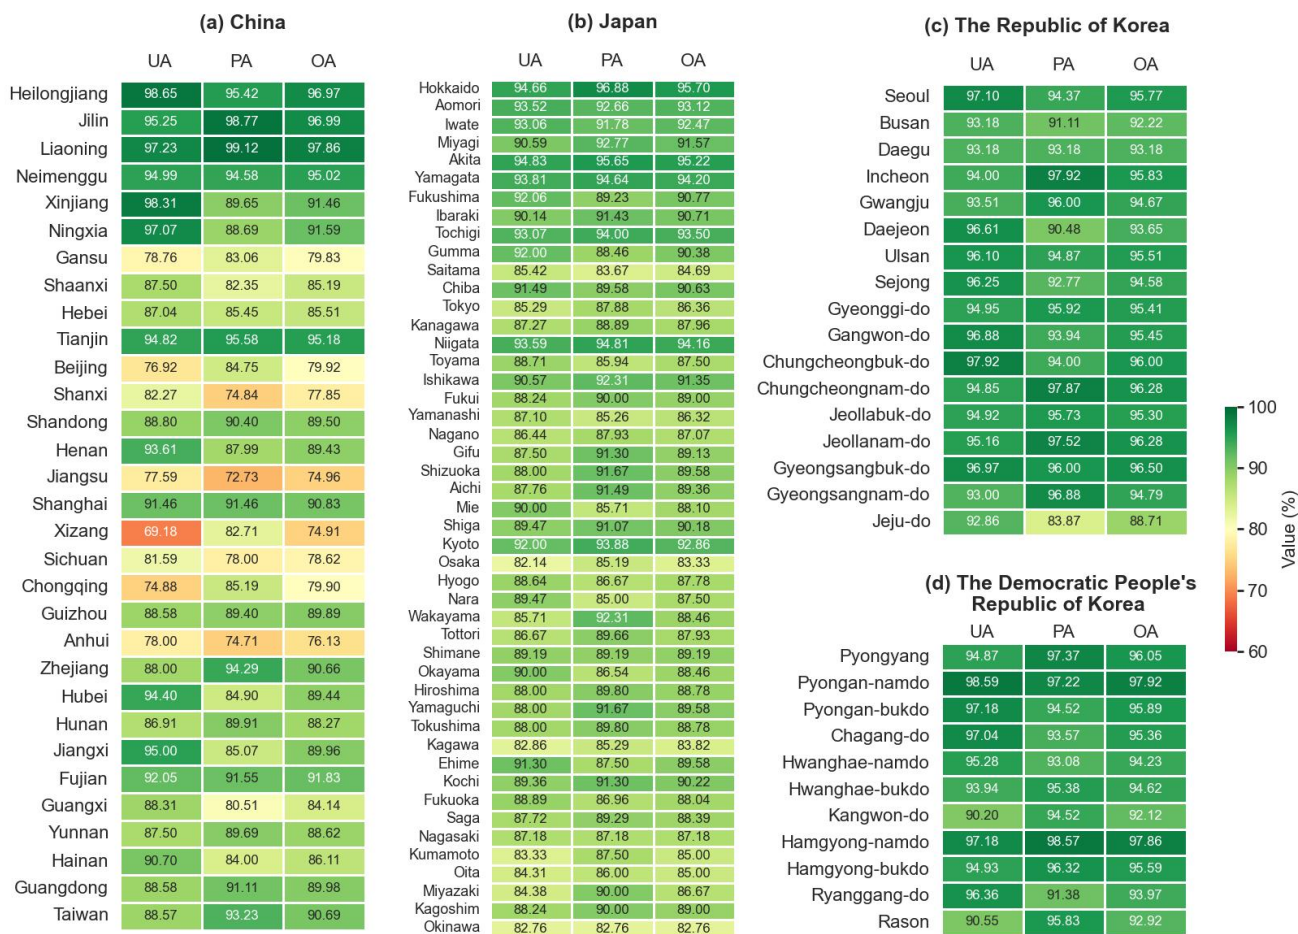 (a) China
UA PA OA
Heilongjiang 98.65 95.42 96.97
Jilin 95.25 98.77 96.99
Liaoning 97.23 99.12 97.86
Neimenggu 94.99 94.58 95.02
Xinjiang 98.31 89.65 91.46
Ningxia 97.07 88.69 91.59
Gansu 78.76 83.06 79.83
Shaanxi 87.50 82.35 85.19
Hebei 87.04 85.45 85.51
Tianjin 94.82 95.58 95.18
Beijing 76.92 84.75 79.92
Shanxi 82.27 74.84 77.85
Shandong 88.80 90.40 89.50
Henan 93.61 87.99 89.43
Jiangsu 77.59 72.73 74.96
Shanghai 91.46 91.46 90.83
Xizang 69.18 82.71 74.91
Sichuan 81.59 78.00 78.62
Chongqing 74.88 85.19 79.90
Guizhou 88.58 89.40 89.89
Anhui 78.00 74.71 76.13
Zhejiang 88.00 94.29 90.66
Hubei 94.40 84.90 89.44
Hunan 86.91 89.91 88.27
Jiangxi 95.00 85.07 89.96
Fujian 92.05 91.55 91.83
Guangxi 88.31 80.51 84.14
Yunnan 87.50 89.69 88.62
Hainan 90.70 84.00 86.11
Guangdong 88.58 91.11 89.98
Taiwan 88.57 93.23 90.69
(b) Japan
UA PA OA
Hokkaido 94.66 96.88 95.70
Aomori 93.52 92.66 93.12
Iwate 93.06 91.78 92.47
Miyagi 90.59 92.77 91.57
Akita 94.83 95.65 95.22
Yamagata 93.81 94.64 94.20
Fukushima 92.06 89.23 90.77
Ibaraki 90.14 91.43 90.71
Tochigi 93.07 94.00 93.50
Gumma 92.00 88.46 90.38
Saitama 85.42 83.67 84.69
Chiba 91.49 89.58 90.63
Tokyo 85.29 87.88 86.36
Kanagawa 87.27 88.89 87.96
Niigata 93.59 94.81 94.16
Toyama 88.71 85.94 87.50
Ishikawa 90.57 92.31 91.35
Fukui 88.24 90.00 89.00
Yamanashi 87.10 85.26 86.32
Nagano 86.44 87.93 87.07
Gifu 87.50 91.30 89.13
Shizuoka 88.00 91.67 89.58
Aichi 87.76 91.49 89.36
Mie 90.00 85.71 88.10
Shiga 89.47 91.07 90.18
Kyoto 92.00 93.88 92.86
Osaka 82.14 85.19 83.33
Hyogo 88.64 86.67 87.78
Nara 89.47 85.00 87.50
Wakayama 85.71 92.31 88.46
Tottori 86.67 89.66 87.93
Shimane 89.19 89.19 89.19
Okayama 90.00 86.54 88.46
Hiroshima 88.00 89.80 88.78
Yamaguchi 88.00 91.67 89.58
Tokushima 88.00 89.80 88.78
Kagawa 82.86 85.29 83.82
Ehime 91.30 87.50 89.58
Kochi 89.36 91.30 90.22
Fukuoka 88.89 86.96 88.04
Saga 87.72 89.29 88.39
Nagasaki 87.18 87.18 87.18
Kumamoto 83.33 87.50 85.00
Oita 84.31 86.00 85.00
Miyazaki 84.38 90.00 86.67
Kagoshim 88.24 90.00 89.00
Okinawa 82.76 82.76 82.76
(c) The Republic of Korea
UA PA OA
Seoul 97.10 94.37 95.77
Busan 93.18 91.11 92.22
Daegu 93.18 93.18 93.18
Incheon 94.00 97.92 95.83
Gwangju 93.51 96.00 94.67
Daejeon 96.61 90.48 93.65
Ulsan 96.10 94.87 95.51
Sejong 96.25 92.77 94.58
Gyeonggi-do 94.95 95.92 95.41
Gangwon-do 96.88 93.94 95.45
Chungcheongbuk-do 97.92 94.00 96.00
Chungcheongnam-do 94.85 97.87 96.28
Jeollabuk-do 94.92 95.73 95.30
Jeollanam-do 95.16 97.52 96.28
Gyeongsangbuk-do 96.97 96.00 96.50
Gyeongsangnam-do 93.00 96.88 94.79
Jeju-do 92.86 83.87 88.71
(d) The Democratic People's
Republic of Korea
UA PA OA
Pyongyang 94.87 97.37 96.05
Pyongan-namdo 98.59 97.22 97.92
Pyongan-bukdo 97.18 94.52 95.89
Chagang-do 97.04 93.57 95.36
Hwanghae-namdo 95.28 93.08 94.23
Hwanghae-bukdo 93.94 95.38 94.62
Kangwon-do 90.20 94.52 92.12
Hamgyong-namdo 97.18 98.57 97.86
Hamgyong-bukdo 94.93 96.32 95.59
Ryanggang-do 96.36 91.38 93.97
Rason 90.55 95.83 92.92
100
90
80
70
60
Value (%)